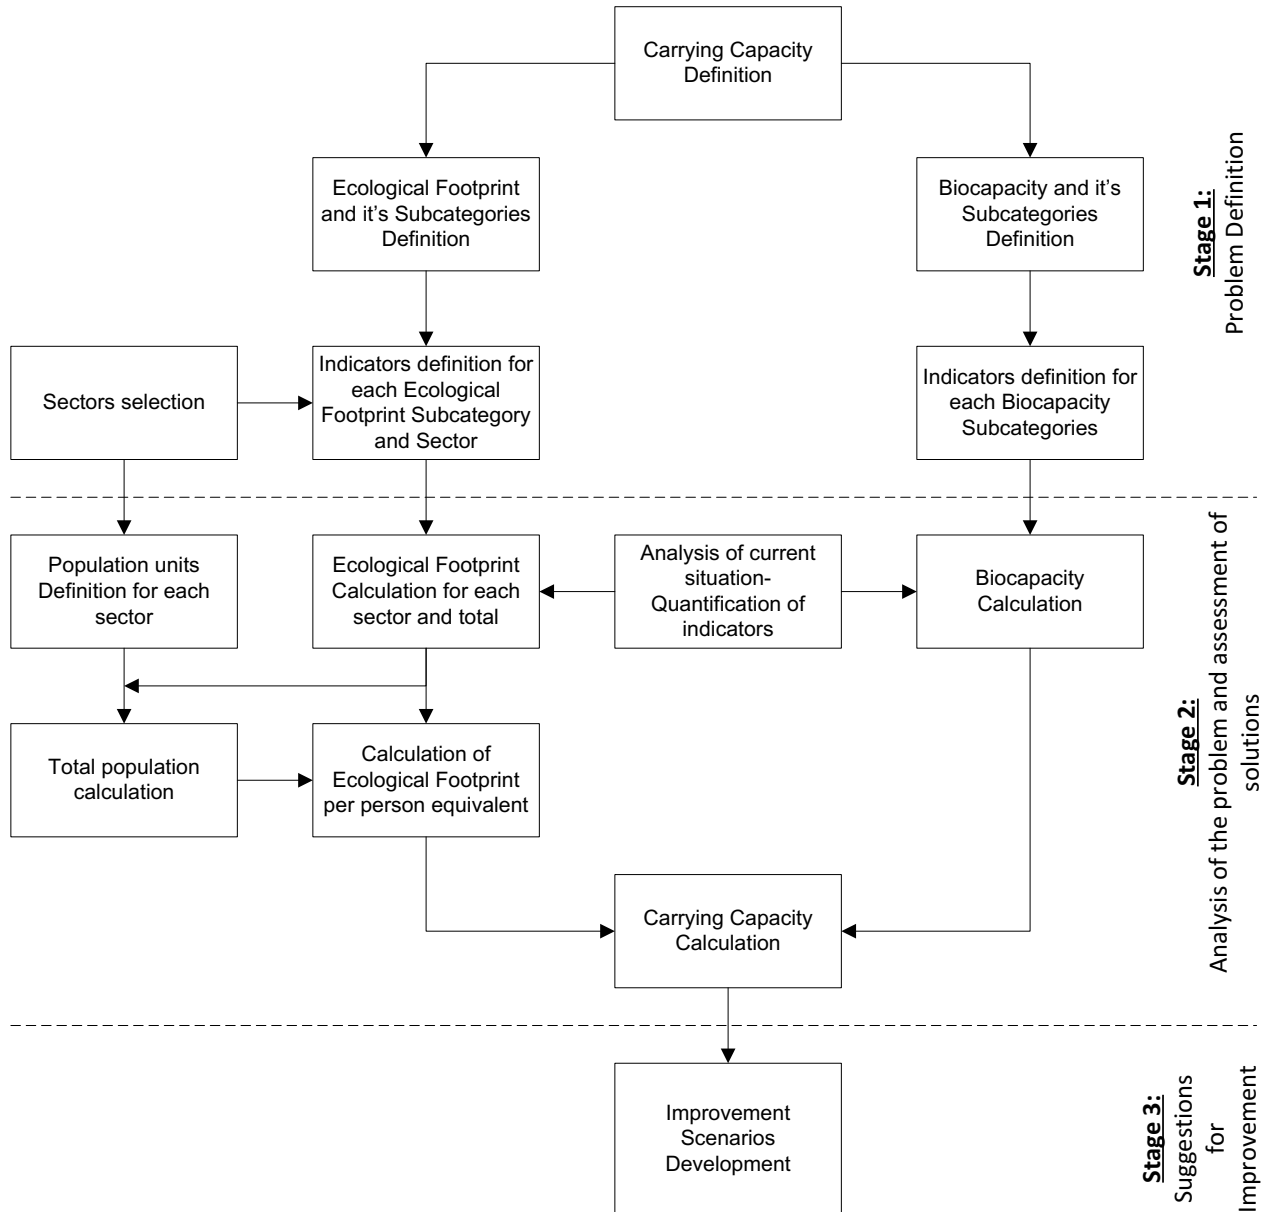 Carrying Capacity
Definition
Ecological Footprint
and it’s Subcategories
Definition
Biocapacity and it’s
Subcategories
Definition
Stage 1:
Problem Definition
Sectors selection
Indicators definition for
each Ecological
Footprint Subcategory
and Sector
Indicators definition for
each Biocapacity
Subcategories
Population units
Definition for each
sector
Ecological Footprint
Calculation for each
sector and total
Analysis of current
situation-
Quantification of
indicators
Biocapacity
Calculation
Stage 2:
Analysis of the problem and assessment of
solutions
Total population
calculation
Calculation of
Ecological Footprint
per person equivalent
Carrying Capacity
Calculation
Improvement
Scenarios
Development
Stage 3:
Suggestions
for
Improvement